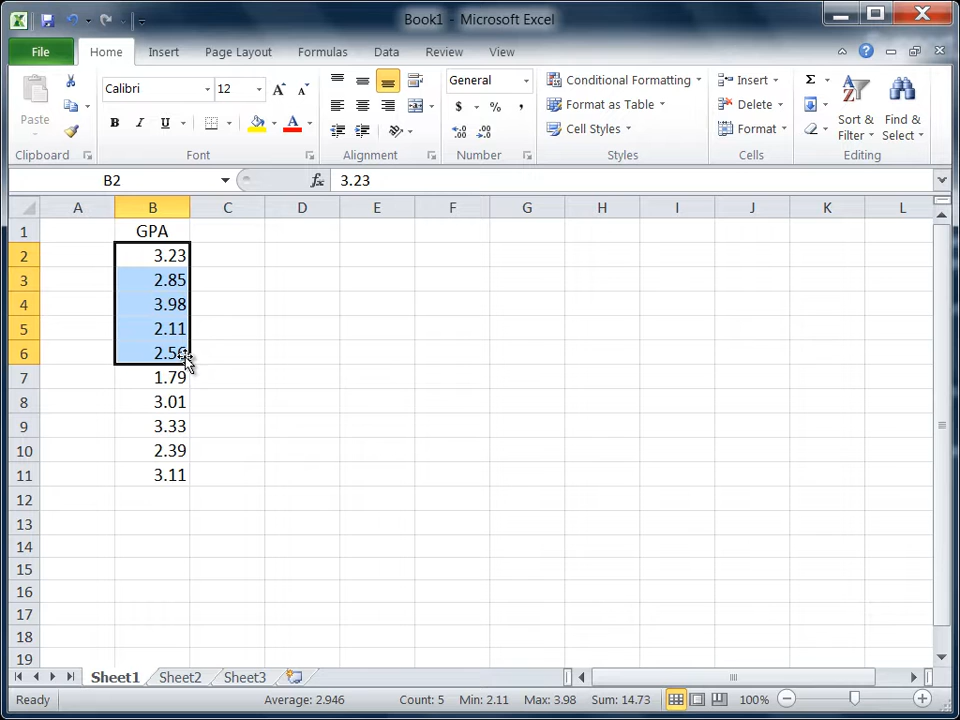 Book1 - Microsoft Excel
File Home Insert Page Layout Formulas Data Review View
Paste
Clipboard
Calibri 12
B I U A
Font
Alignment
General
$ % ,
Number
Conditional Formatting
Format as Table
Cell Styles
Styles
Insert
Delete
Format
Cells
Σ
Sort & Filter
Find & Select
Editing
B2 fx 3.23
A B C D E F G H I J K L
1 GPA
2 3.23
3 2.85
4 3.98
5 2.11
6 2.56
7 1.79
8 3.01
9 3.33
10 2.39
11 3.11
12
13
14
15
16
17
18
19
Sheet1 Sheet2 Sheet3
Ready Average: 2.946 Count: 5 Min: 2.11 Max: 3.98 Sum: 14.73 100%